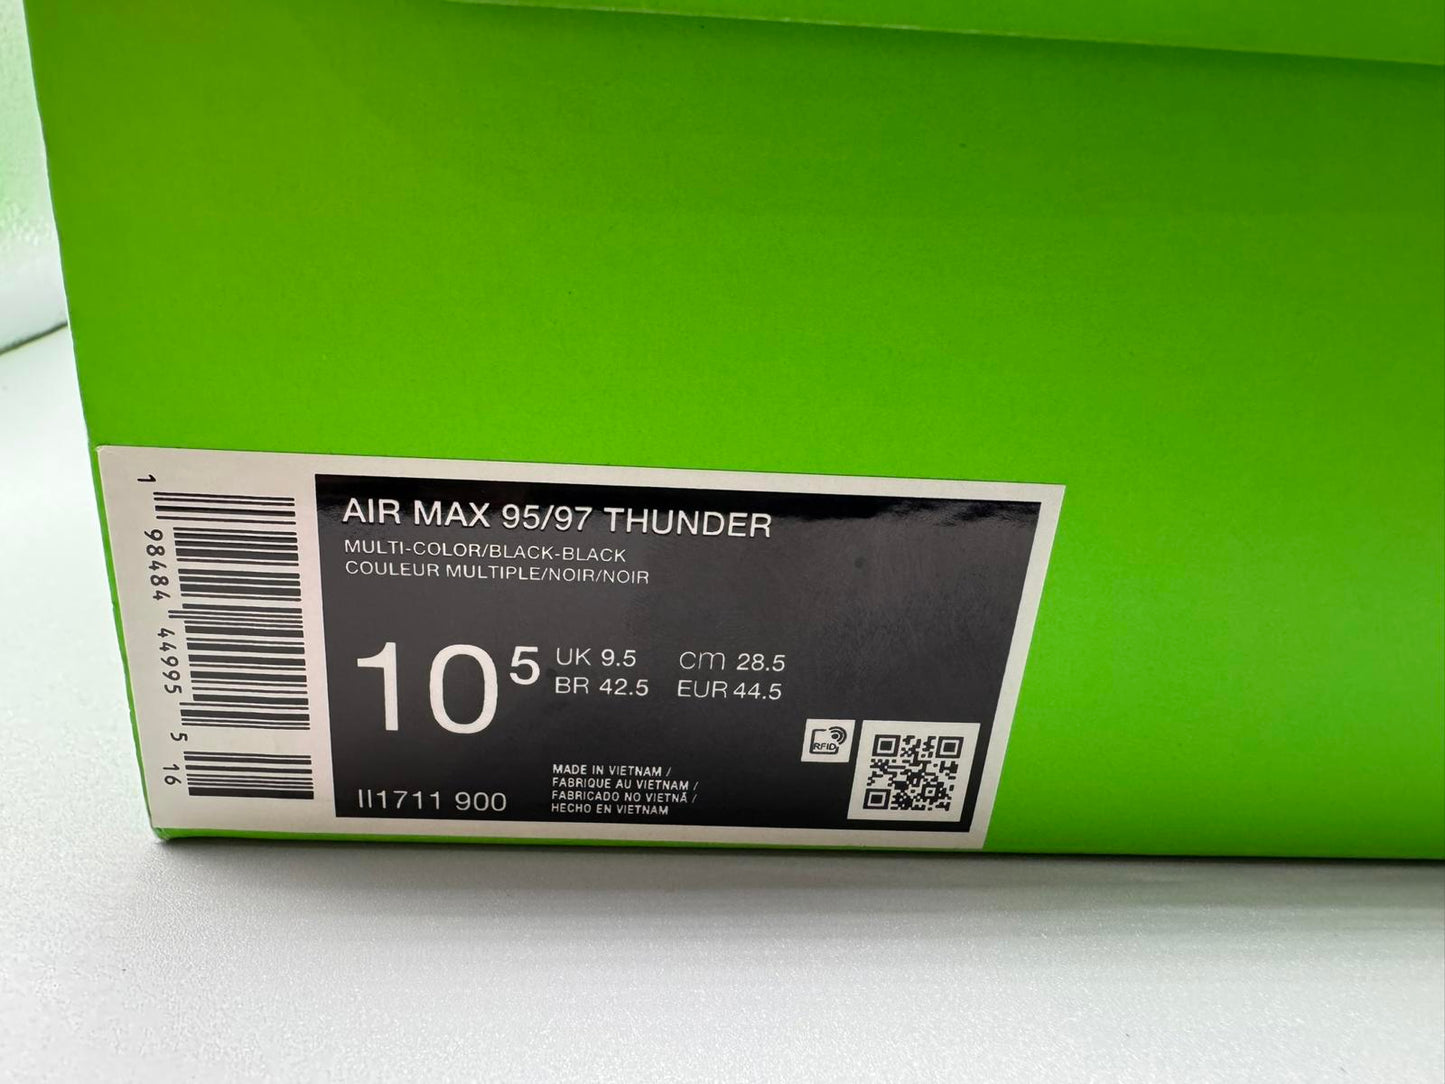 AIR MAX 95/97 THUNDER
MULTI-COLOR/BLACK-BLACK
COULEUR MULTIPLE/NOIR/NOIR
10 5
UK 9.5 cm 28.5
BR 42.5 EUR 44.5
II1711 900
MADE IN VIETNAM /
FABRIQUE AU VIETNAM /
FABRICADO NO VIETNÃ /
HECHO EN VIETNAM
RFID
1 98484 44995 5 16